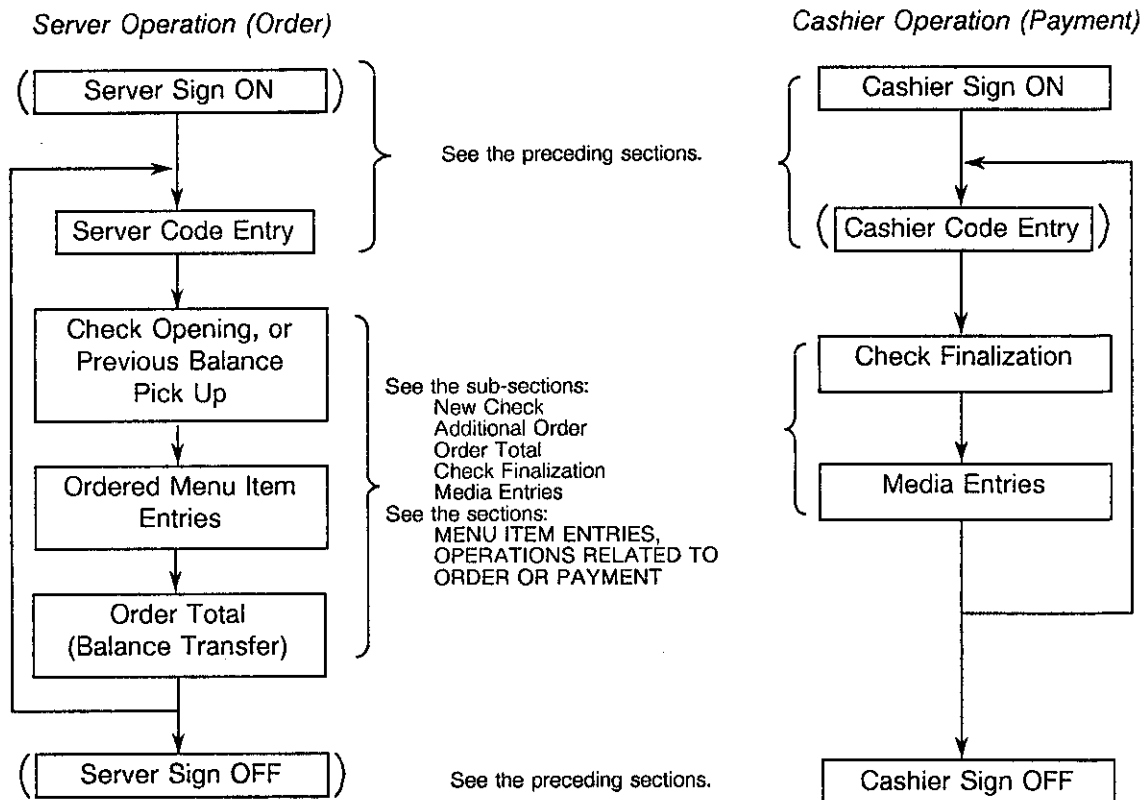 Server Operation (Order)
Cashier Operation (Payment)
( Server Sign ON )
See the preceding sections.
Cashier Sign ON
Server Code Entry
( Cashier Code Entry )
Check Opening, or
Previous Balance
Pick Up
Ordered Menu Item
Entries
Order Total
(Balance Transfer)
See the sub-sections:
New Check
Additional Order
Order Total
Check Finalization
Media Entries
See the sections:
MENU ITEM ENTRIES,
OPERATIONS RELATED TO
ORDER OR PAYMENT
Check Finalization
Media Entries
( Server Sign OFF )
See the preceding sections.
Cashier Sign OFF